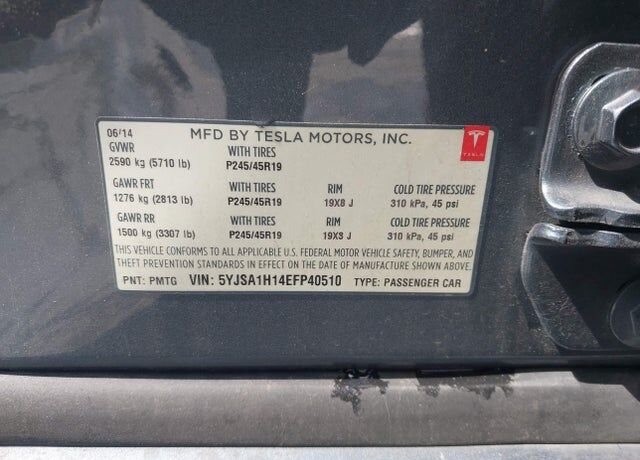 06/14 MFD BY TESLA MOTORS, INC.
GVWR WITH TIRES
2590 kg (5710 lb) P245/45R19
TESLA
GAWR FRT WITH TIRES RIM COLD TIRE PRESSURE
1276 kg (2813 lb) P245/45R19 19X8 J 310 kPa, 45 psi
GAWR RR WITH TIRES RIM COLD TIRE PRESSURE
1500 kg (3307 lb) P245/45R19 19X8 J 310 kPa, 45 psi
THIS VEHICLE CONFORMS TO ALL APPLICABLE U.S. FEDERAL MOTOR VEHICLE SAFETY, BUMPER, AND
THEFT PREVENTION STANDARDS IN EFFECT ON THE DATE OF MANUFACTURE SHOWN ABOVE.
PNT: PMTG VIN: 5YJSA1H14EFP40510 TYPE: PASSENGER CAR